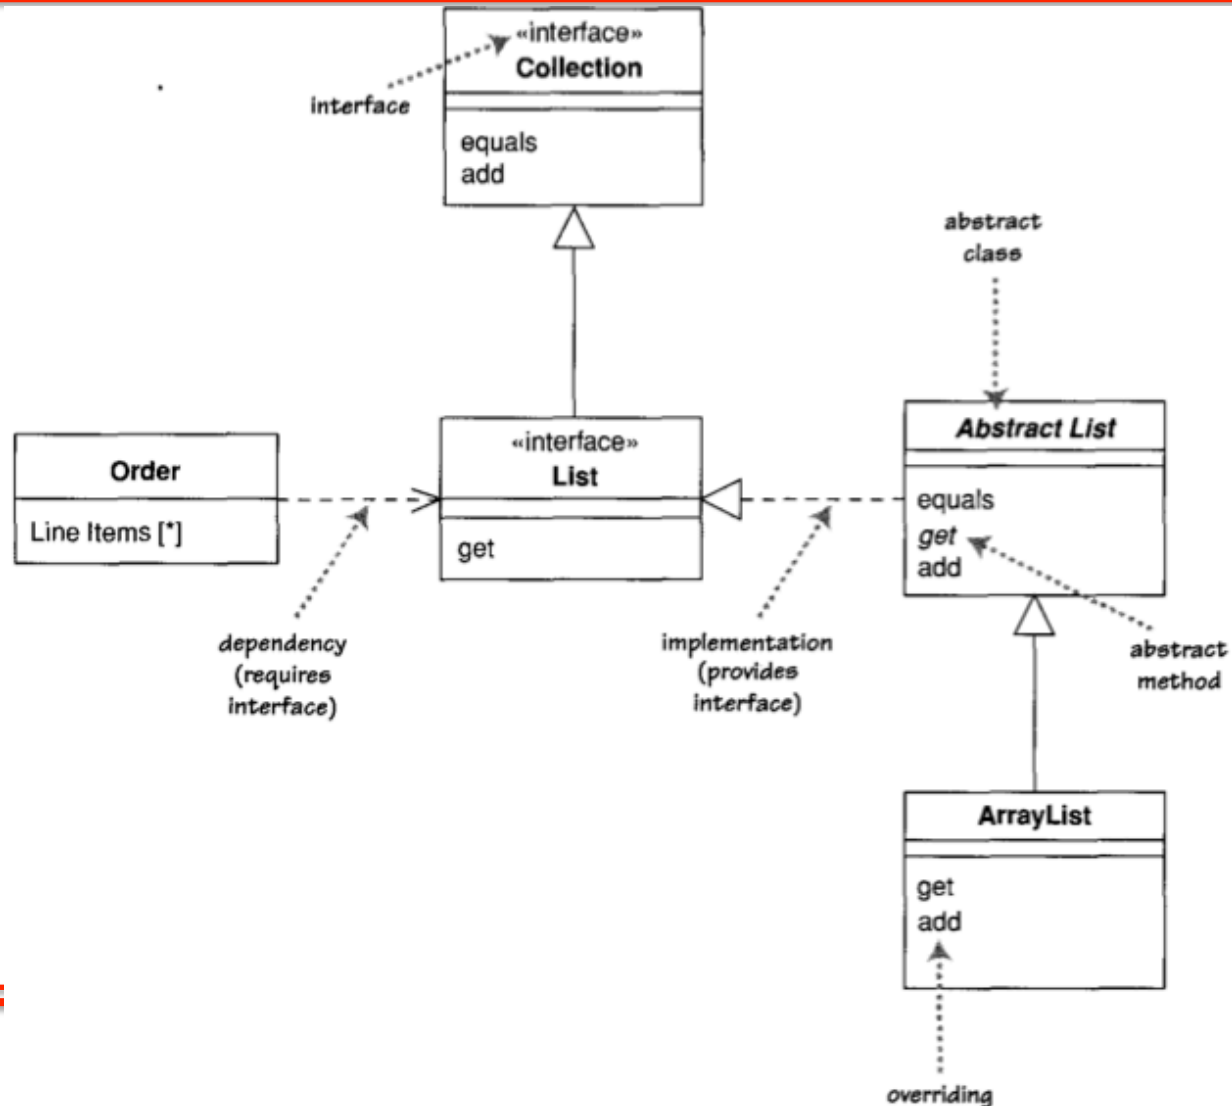 «interface»
Collection
interface
equals
add
abstract
class
Order
Line Items [*]
«interface»
List
get
Abstract List
equals
get
add
dependency
(requires
interface)
implementation
(provides
interface)
abstract
method
ArrayList
get
add
overriding